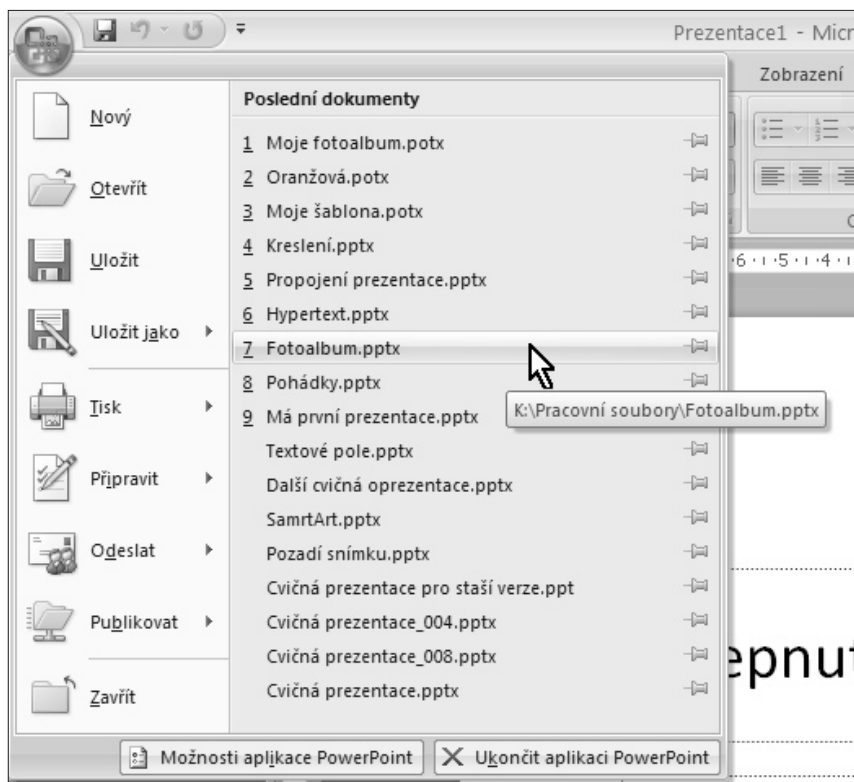 Prezentace1 - Micr
Zobrazení
Nový
Otevřít
Uložit
Uložit jako
Tisk
Připravit
Odeslat
Publikovat
Zavřít
Poslední dokumenty
1 Moje fotoalbum.potx
2 Oranžová.potx
3 Moje šablona.potx
4 Kreslení.pptx
5 Propojení prezentace.pptx
6 Hypertext.pptx
7 Fotoalbum.pptx
8 Pohádky.pptx
9 Má první prezentace.pptx
Textové pole.pptx
Další cvičná oprezentace.pptx
SamrtArt.pptx
Pozadí snímku.pptx
Cvičná prezentace pro staší verze.ppt
Cvičná prezentace_004.pptx
Cvičná prezentace_008.pptx
Cvičná prezentace.pptx
K:\Pracovní soubory\Fotoalbum.pptx
·6·ı·5·ı·4·ı
epnut
Možnosti aplikace PowerPoint
Ukončit aplikaci PowerPoint